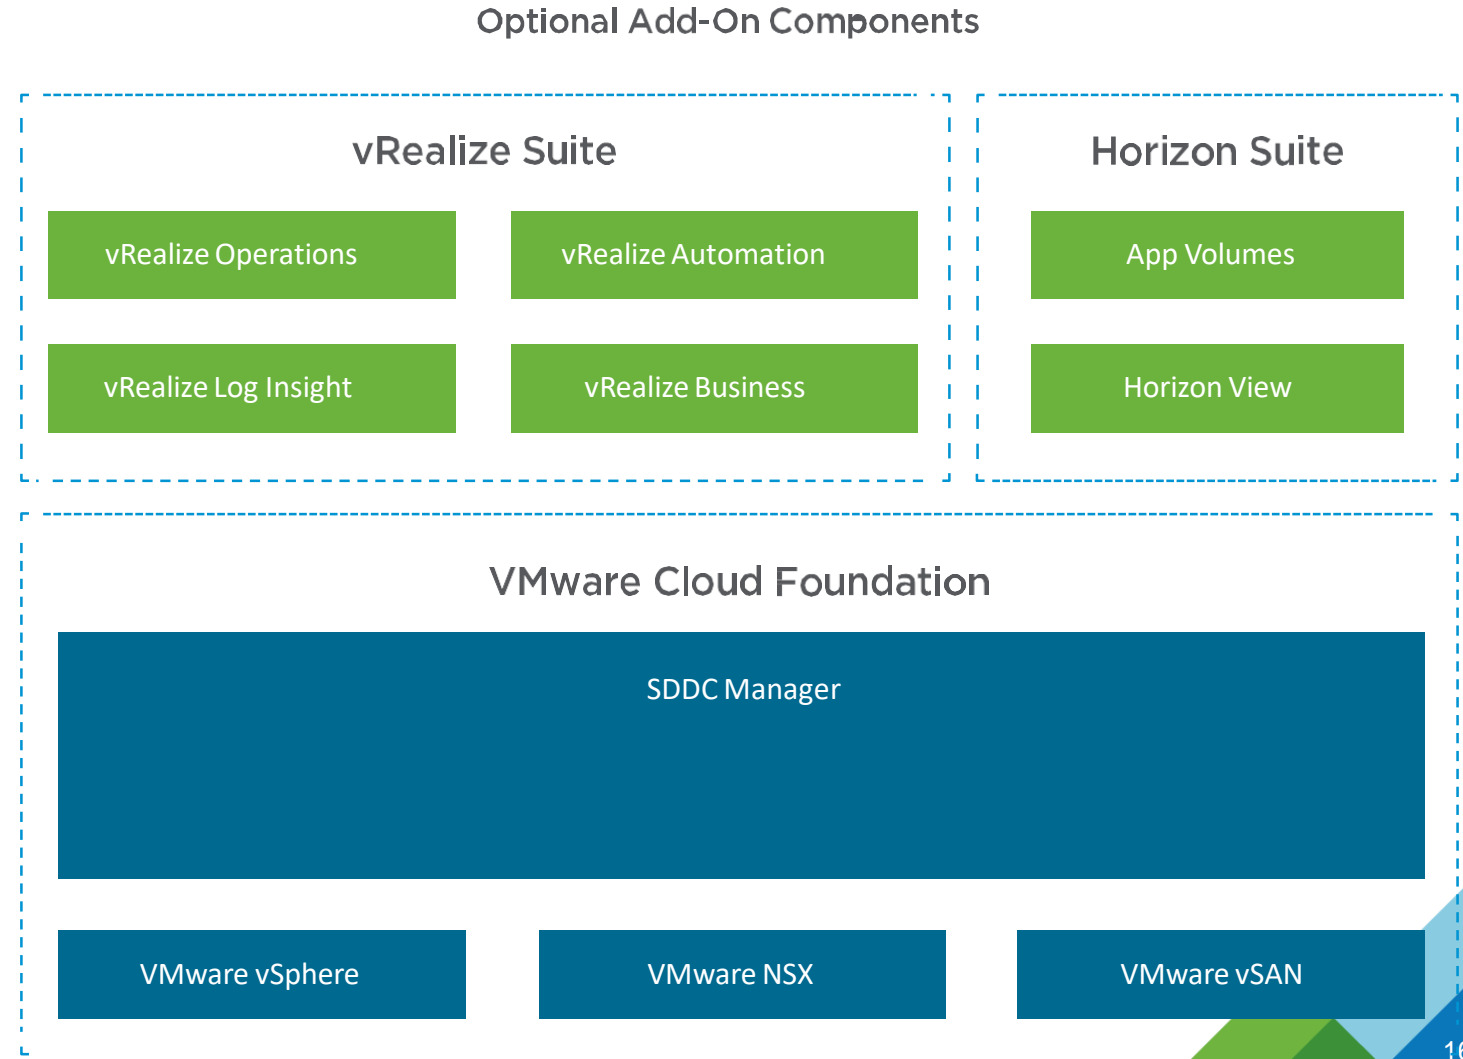 Optional Add-On Components
vRealize Suite
vRealize Operations
vRealize Automation
vRealize Log Insight
vRealize Business
Horizon Suite
App Volumes
Horizon View
VMware Cloud Foundation
SDDC Manager
VMware vSphere
VMware NSX
VMware vSAN